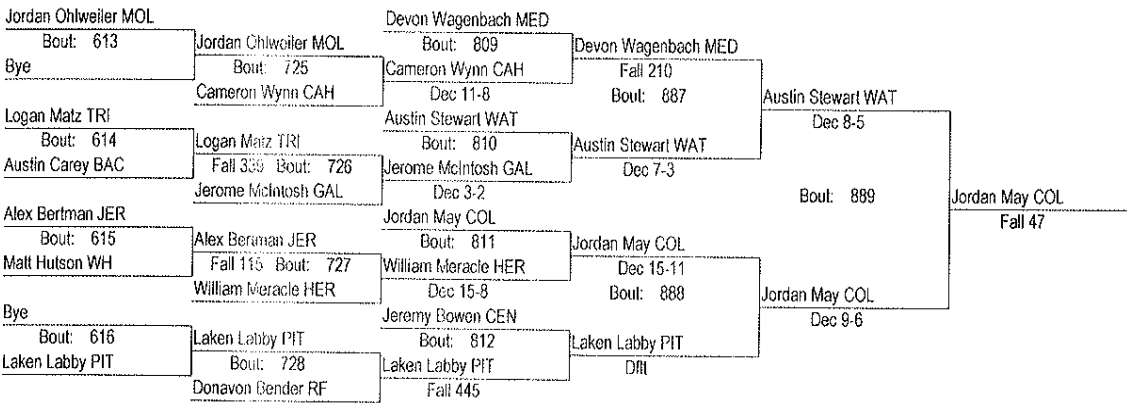 Jordan Ohlweiler MOL
Bout: 613
Bye
Logan Matz TRI
Bout: 614
Austin Carey BAC
Alex Bertman JER
Bout: 615
Matt Hutson WH
Bye
Bout: 616
Laken Labby PIT
Jordan Ohlweiler MOL
Bout: 725
Cameron Wynn CAH
Logan Matz TRI
Fall 339 Bout: 726
Jerome McIntosh GAL
Alex Bertman JER
Fall 115 Bout: 727
William Meracle HER
Laken Labby PIT
Bout: 728
Donavon Bender RF
Devon Wagenbach MED
Bout: 809
Cameron Wynn CAH
Dec 11-8
Austin Stewart WAT
Bout: 810
Jerome McIntosh GAL
Dec 3-2
Jordan May COL
Bout: 811
William Meracle HER
Dec 15-8
Jeremy Bowen CEN
Bout: 812
Laken Labby PIT
Fall 445
Devon Wagenbach MED
Fall 210
Bout: 887
Austin Stewart WAT
Dec 7-3
Jordan May COL
Dec 15-11
Bout: 888
Laken Labby PIT
Dflt
Austin Stewart WAT
Dec 8-5
Bout: 889
Jordan May COL
Dec 9-6
Jordan May COL
Fall 47